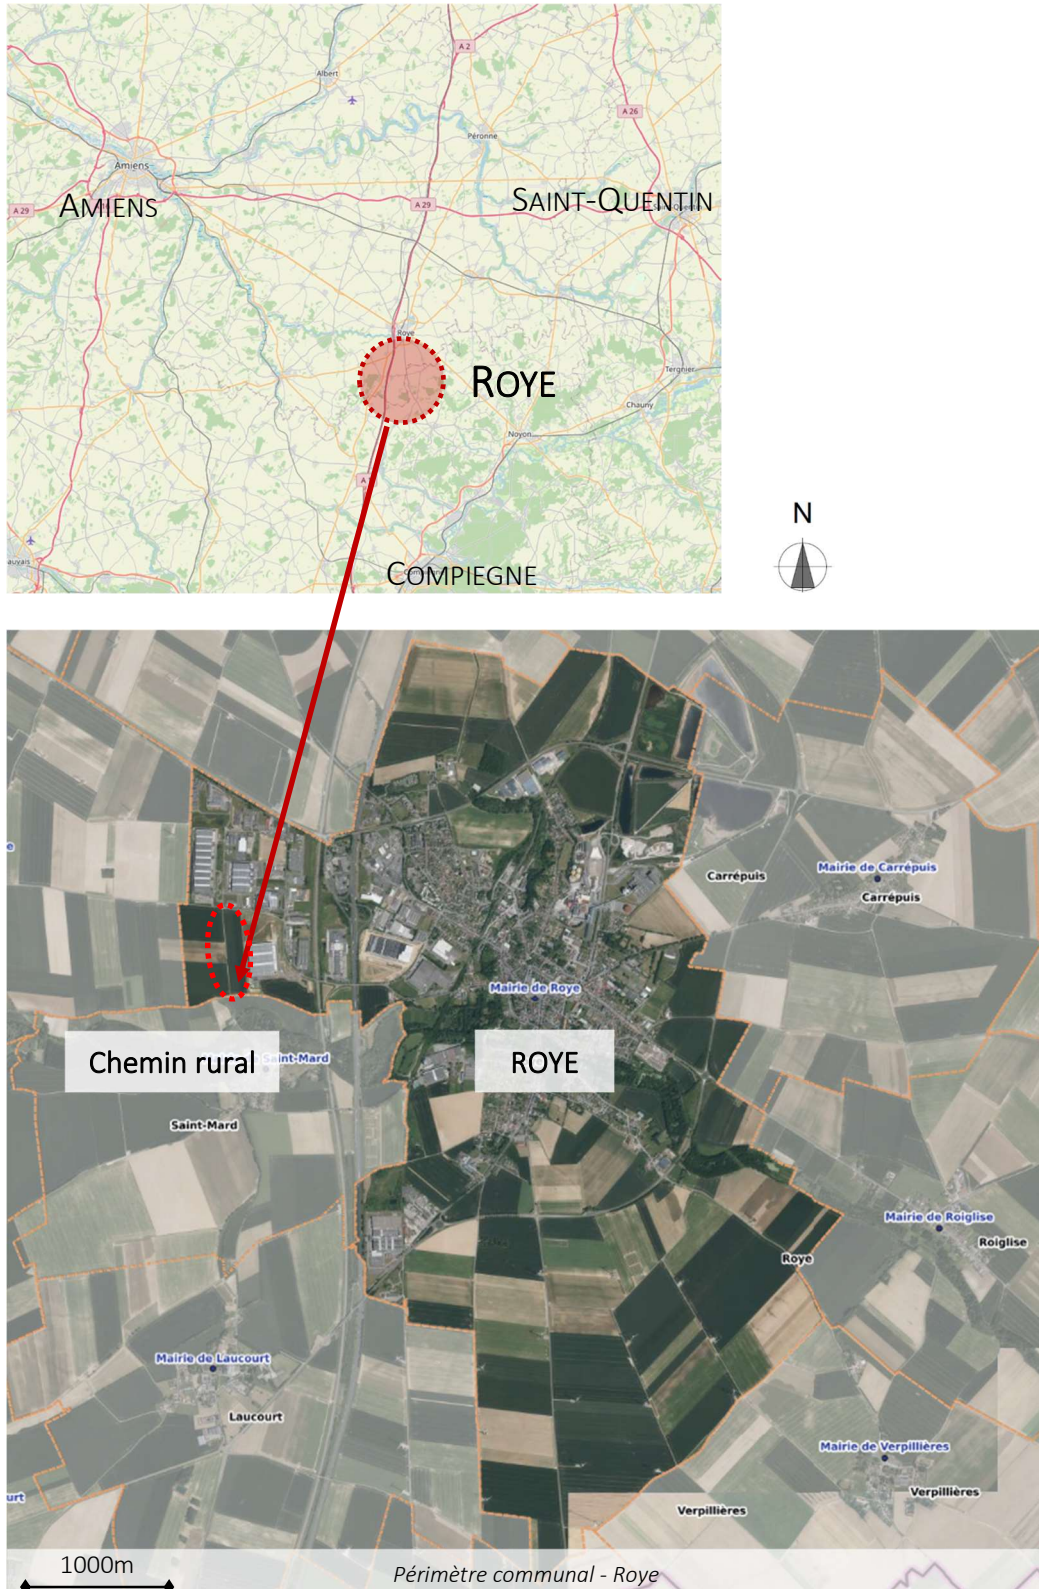 A 2
Albert
A 26
Péronne
Amiens
AMIENS
A 29
A 29
SAINT-QUENTIN
Roye
ROYE
Tergnier
Chauny
Noyon
A
auvais
COMPIEGNE
N
Mairie de Carrépuis
Carrépuis
Carrépuis
Mairie de Roye
Chemin rural
Saint-Mard
ROYE
Saint-Mard
Mairie de Roiglise
Roiglise
Roye
Mairie de Laucourt
Laucourt
Mairie de Verpillières
Verpillières
Verpillières
urt
1000m
Périmètre communal - Roye